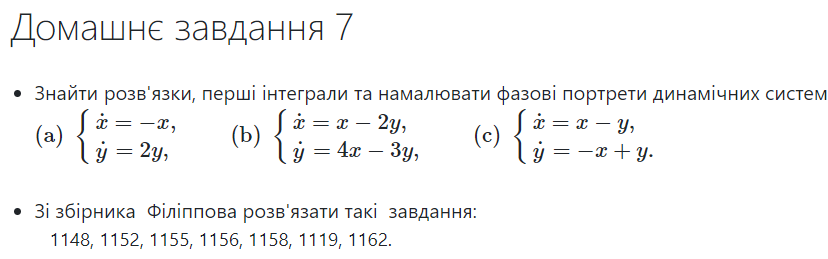 Домашнє завдання 7
• Знайти розв'язки, перші інтеграли та намалювати фазові портрети динамічних систем
(a) { ẋ = −x, ẏ = 2y, (b) { ẋ = x − 2y, ẏ = 4x − 3y, (c) { ẋ = x − y, ẏ = −x + y.
• Зі збірника Філіппова розв'язати такі завдання:
1148, 1152, 1155, 1156, 1158, 1119, 1162.